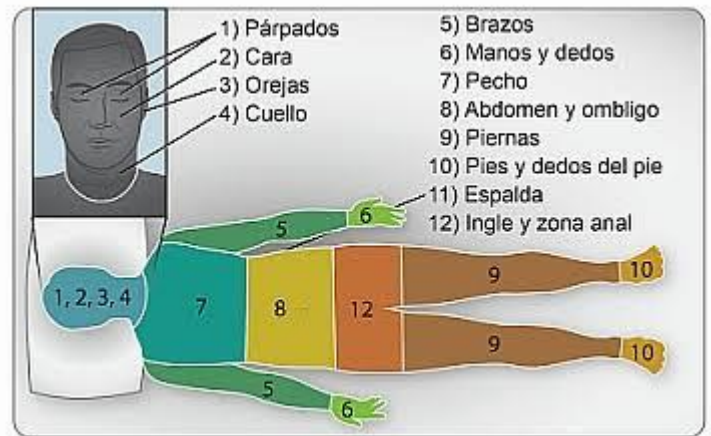 1) Párpados
2) Cara
3) Orejas
4) Cuello
5) Brazos
6) Manos y dedos
7) Pecho
8) Abdomen y ombligo
9) Piernas
10) Pies y dedos del pie
11) Espalda
12) Ingle y zona anal
5
6
9
10
1, 2, 3, 4
7
8
12
9
10
5
6